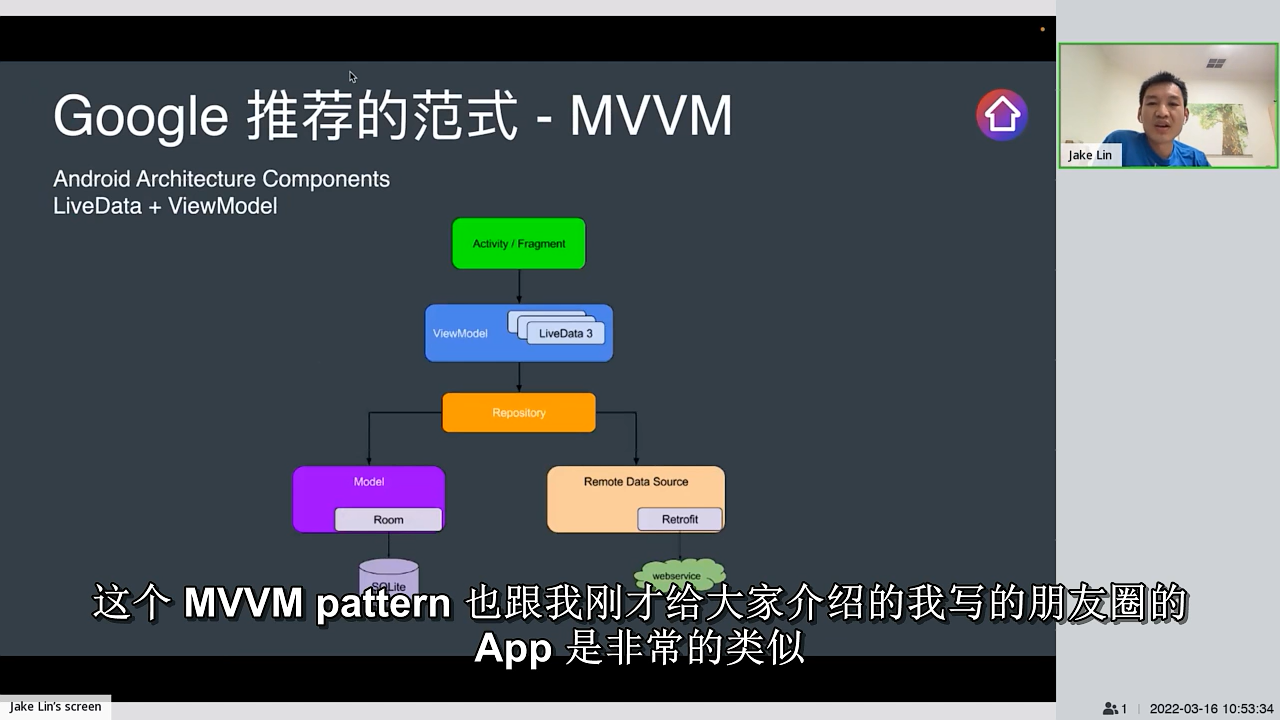 Google 推荐的范式 - MVVM
Android Architecture Components
LiveData + ViewModel
Activity / Fragment
ViewModel
LiveData 3
Repository
Model
Room
Remote Data Source
Retrofit
SQLite
webservice
这个 MVVM pattern 也跟我刚才给大家介绍的我写的朋友圈的
App 是非常的类似
Jake Lin
Jake Lin's screen
1
2022-03-16 10:53:34